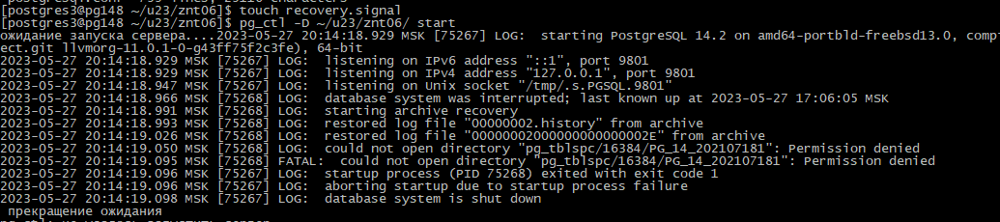 [postgres3@pg148 ~/u23/znt06]$ touch recovery.signal
[postgres3@pg148 ~/u23/znt06]$ pg_ctl -D ~/u23/znt06/ start
ожидание запуска сервера....2023-05-27 20:14:18.929 MSK [75267] LOG:  starting PostgreSQL 14.2 on amd64-portbld-freebsd13.0, comp
ect.git llvmorg-11.0.1-0-g43ff75f2c3fe), 64-bit
2023-05-27 20:14:18.929 MSK [75267] LOG:  listening on IPv6 address "::1", port 9801
2023-05-27 20:14:18.929 MSK [75267] LOG:  listening on IPv4 address "127.0.0.1", port 9801
2023-05-27 20:14:18.947 MSK [75267] LOG:  listening on Unix socket "/tmp/.s.PGSQL.9801"
2023-05-27 20:14:18.966 MSK [75268] LOG:  database system was interrupted; last known up at 2023-05-27 17:06:05 MSK
2023-05-27 20:14:18.991 MSK [75268] LOG:  starting archive recovery
2023-05-27 20:14:18.993 MSK [75268] LOG:  restored log file "00000002.history" from archive
2023-05-27 20:14:19.026 MSK [75268] LOG:  restored log file "00000002000000000000002E" from archive
2023-05-27 20:14:19.050 MSK [75268] LOG:  could not open directory "pg_tblspc/16384/PG_14_202107181": Permission denied
2023-05-27 20:14:19.095 MSK [75268] FATAL:  could not open directory "pg_tblspc/16384/PG_14_202107181": Permission denied
2023-05-27 20:14:19.096 MSK [75267] LOG:  startup process (PID 75268) exited with exit code 1
2023-05-27 20:14:19.096 MSK [75267] LOG:  aborting startup due to startup process failure
2023-05-27 20:14:19.098 MSK [75267] LOG:  database system is shut down
прекращение ожидания